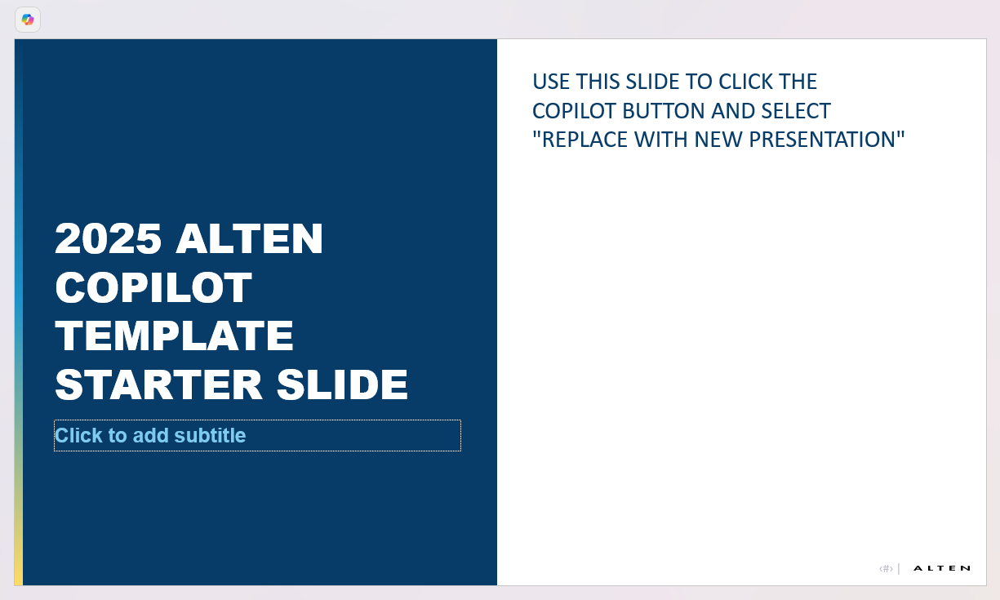 2025 ALTEN
COPILOT
TEMPLATE
STARTER SLIDE
Click to add subtitle
USE THIS SLIDE TO CLICK THE
COPILOT BUTTON AND SELECT
"REPLACE WITH NEW PRESENTATION"
‹#› |
ALTEN